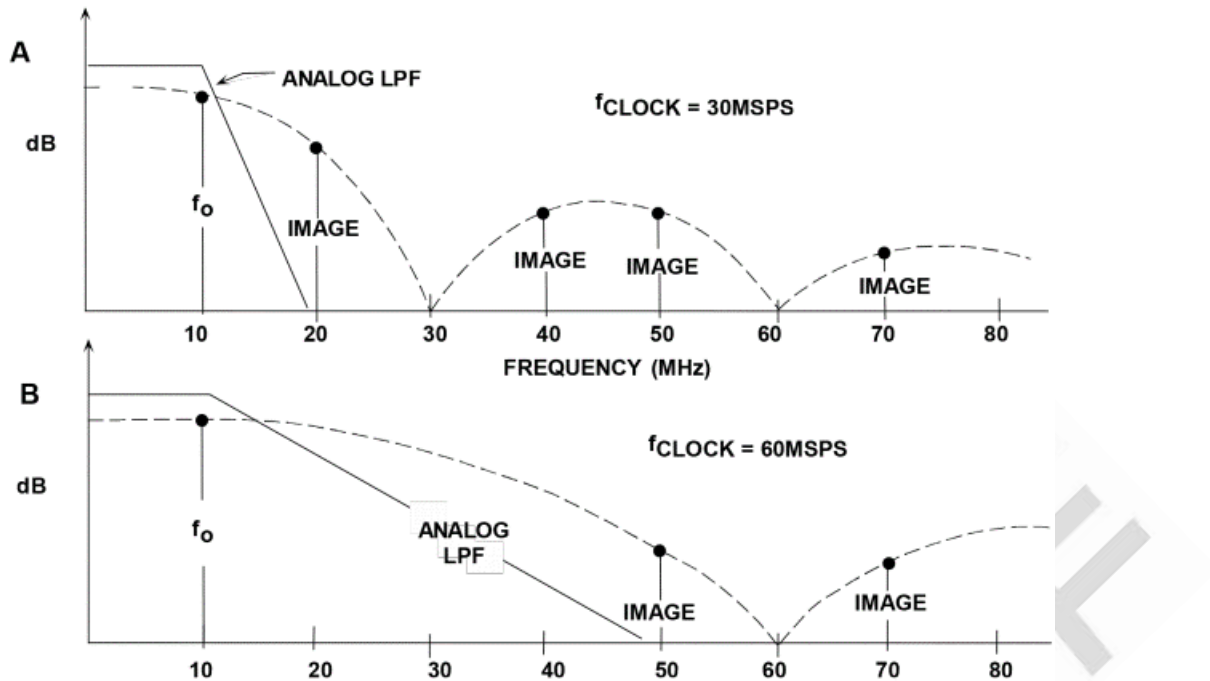 A
ANALOG LPF
fCLOCK = 30MSPS
dB
fo
IMAGE
IMAGE
IMAGE
IMAGE
10 20 30 40 50 60 70 80
FREQUENCY (MHz)
B
fCLOCK = 60MSPS
dB
fo
ANALOG
LPF
IMAGE
IMAGE
10 20 30 40 50 60 70 80